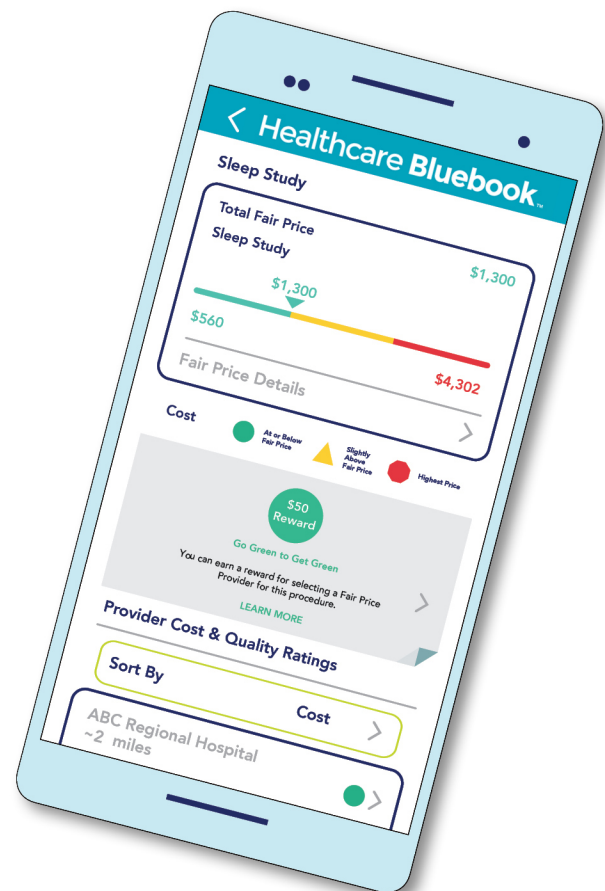 Healthcare Bluebook™
Sleep Study
Total Fair Price
Sleep Study
$1,300
$1,300
$560
$4,302
Fair Price Details
Cost
At or Below
Fair Price
Slightly
Above
Fair Price
Highest Price
$50
Reward
Go Green to Get Green
You can earn a reward for selecting a Fair Price
Provider for this procedure.
LEARN MORE
Provider Cost & Quality Ratings
Sort By
Cost
ABC Regional Hospital
~2 miles